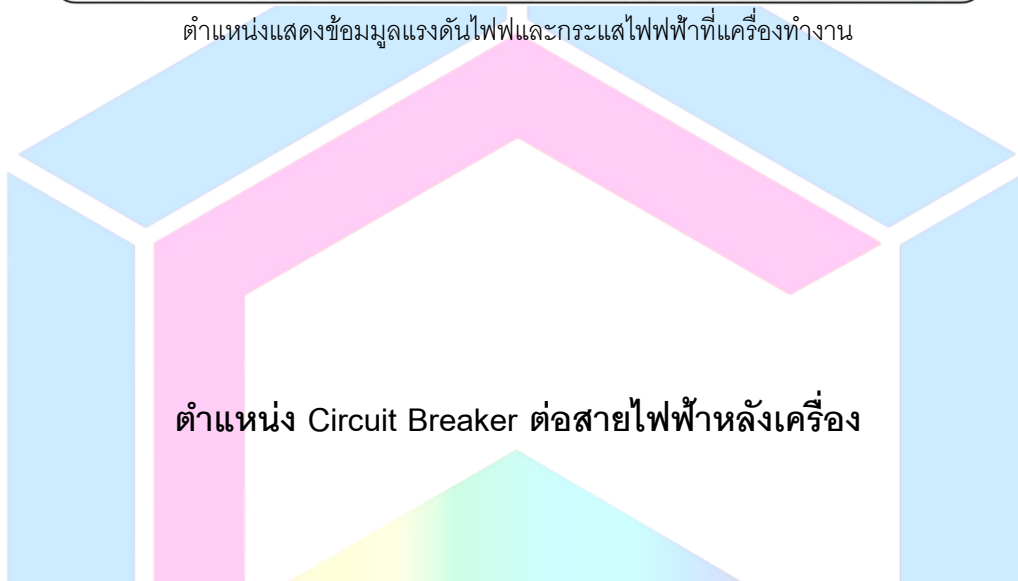 ตำแหน่งแสดงข้อมมูลแรงดันไฟฟและกระแสไฟฟฟ้าที่แครื่องทำงาน
ตำแหน่ง Circuit Breaker ต่อสายไฟฟ้าหลังเครื่อง